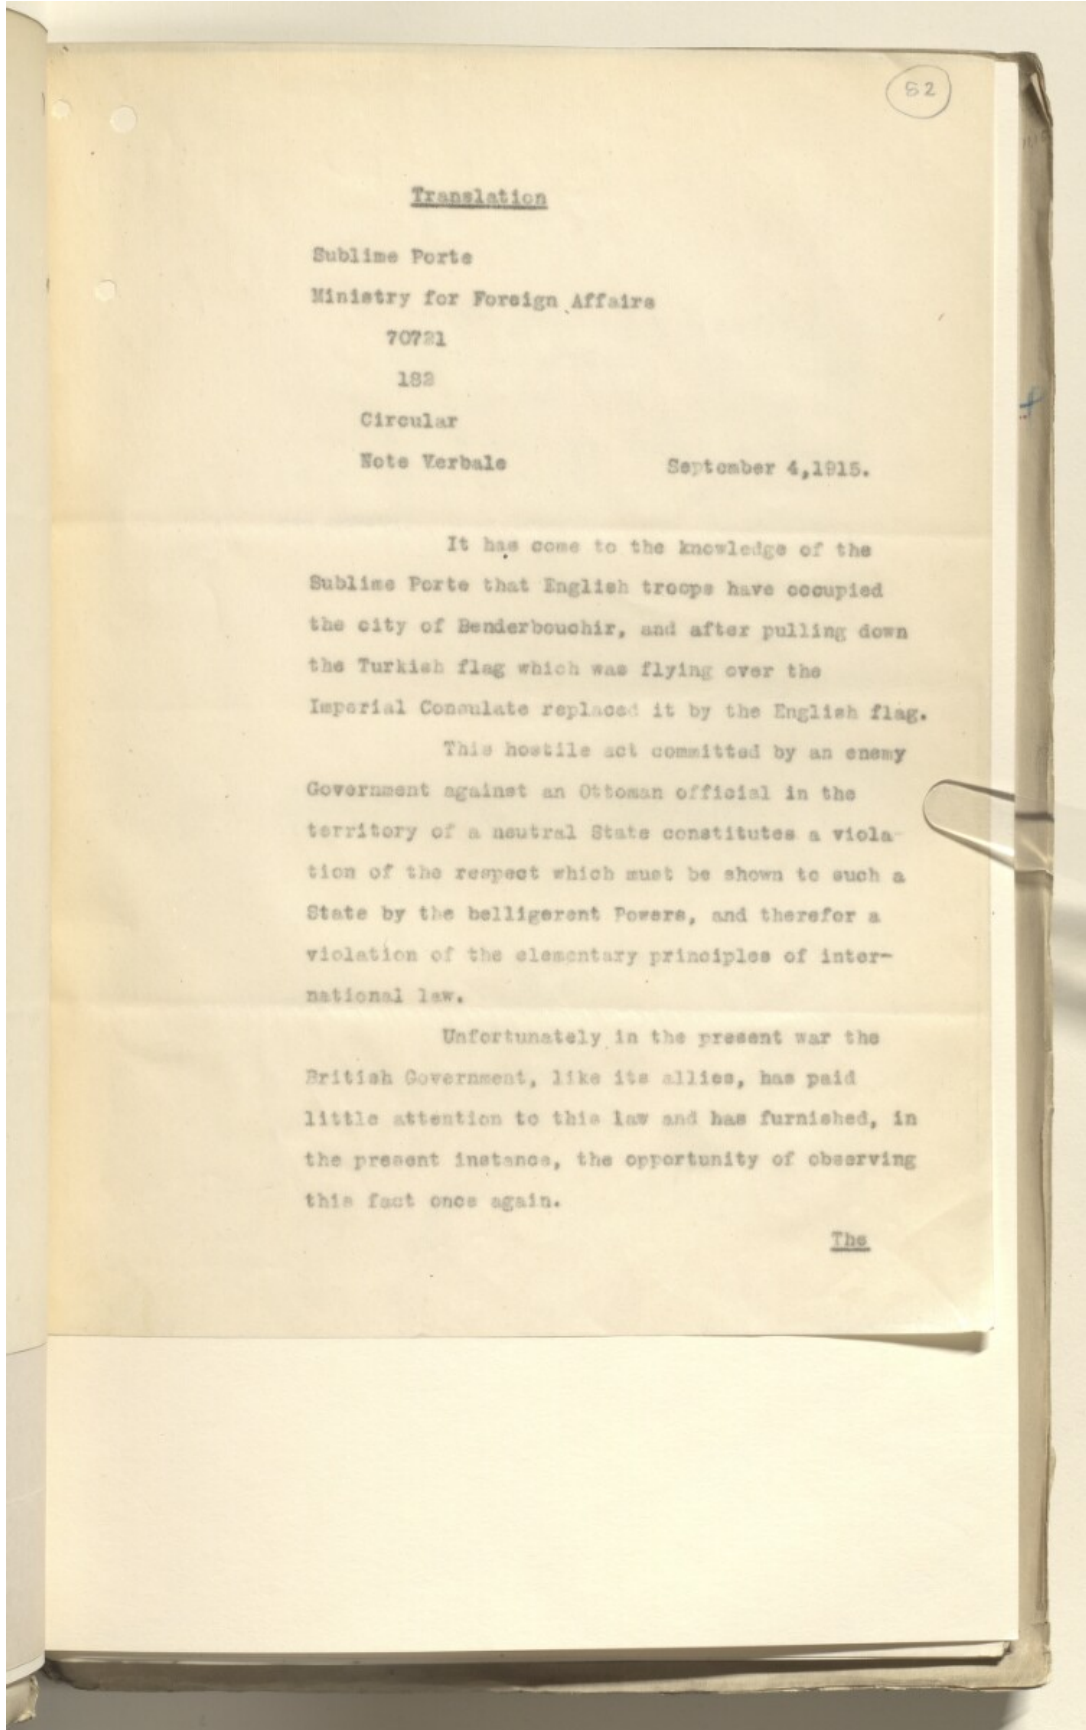 52
Translation
Sublime Porte
Ministry for Foreign Affairs
70721
182
Circular
Note Verbale September 4,1915.
It has come to the knowledge of the
Sublime Porte that English troops have occupied
the city of Benderbouchir, and after pulling down
the Turkish flag which was flying over the
Imperial Consulate replaced it by the English flag.
This hostile act committed by an enemy
Government against an Ottoman official in the
territory of a neutral State constitutes a viola-
tion of the respect which must be shown to such a
State by the belligerent Powers, and therefor a
violation of the elementary principles of inter-
national law.
Unfortunately in the present war the
British Government, like its allies, has paid
little attention to this law and has furnished, in
the present instance, the opportunity of observing
this fact once again.
The